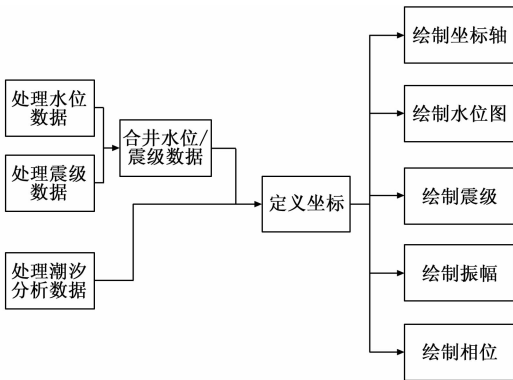 处理水位
数据
处理震级
数据
处理潮汐
分析数据
合井水位/
震级数据
定义坐标
绘制坐标轴
绘制水位图
绘制震级
绘制振幅
绘制相位